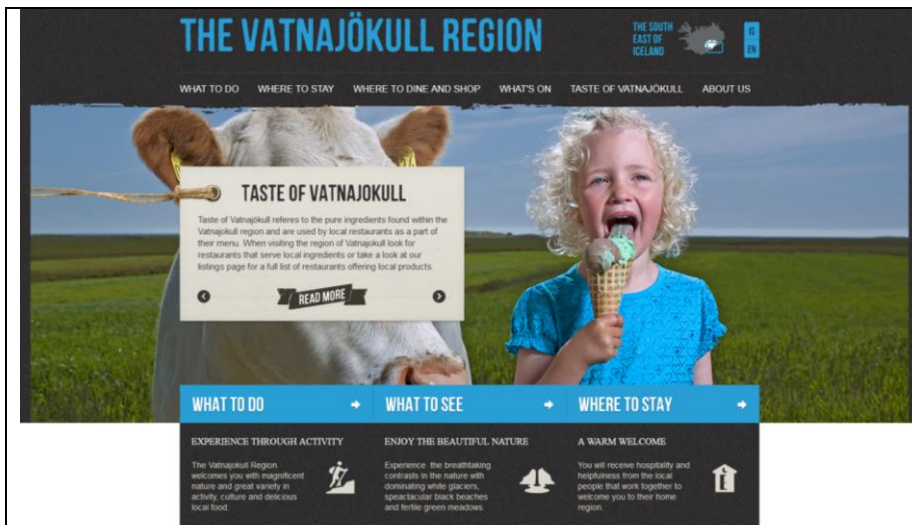 THE VATNAJÖKULL REGION
THE SOUTH
EAST OF
ICELAND
IS
EN
WHAT TO DO WHERE TO STAY WHERE TO DINE AND SHOP WHAT'S ON TASTE OF VATNAJÖKULL ABOUT US
TASTE OF VATNAJOKULL
Taste of Vatnajökull referes to the pure ingredients found within the
Vatnajokull region and are used by local restaurants as a part of
their menu. When visiting the region of Vatnajokull look for
restaurants that serve local ingredients or take a look at our
listings page for a full list of restaurants offering local products.
READ MORE
WHAT TO DO
EXPERIENCE THROUGH ACTIVITY
The Vatnajokull Region
welcomes you with magnificent
nature and great variety in
activity, culture and delicious
local food.
WHAT TO SEE
ENJOY THE BEAUTIFUL NATURE
Experience the breathtaking
contrasts in the nature with
dominating white glaciers,
speactacular black beaches
and fertile green meadows.
WHERE TO STAY
A WARM WELCOME
You will receive hospitality and
helpfulness from the local
people that work together to
welcome you to their home
region.